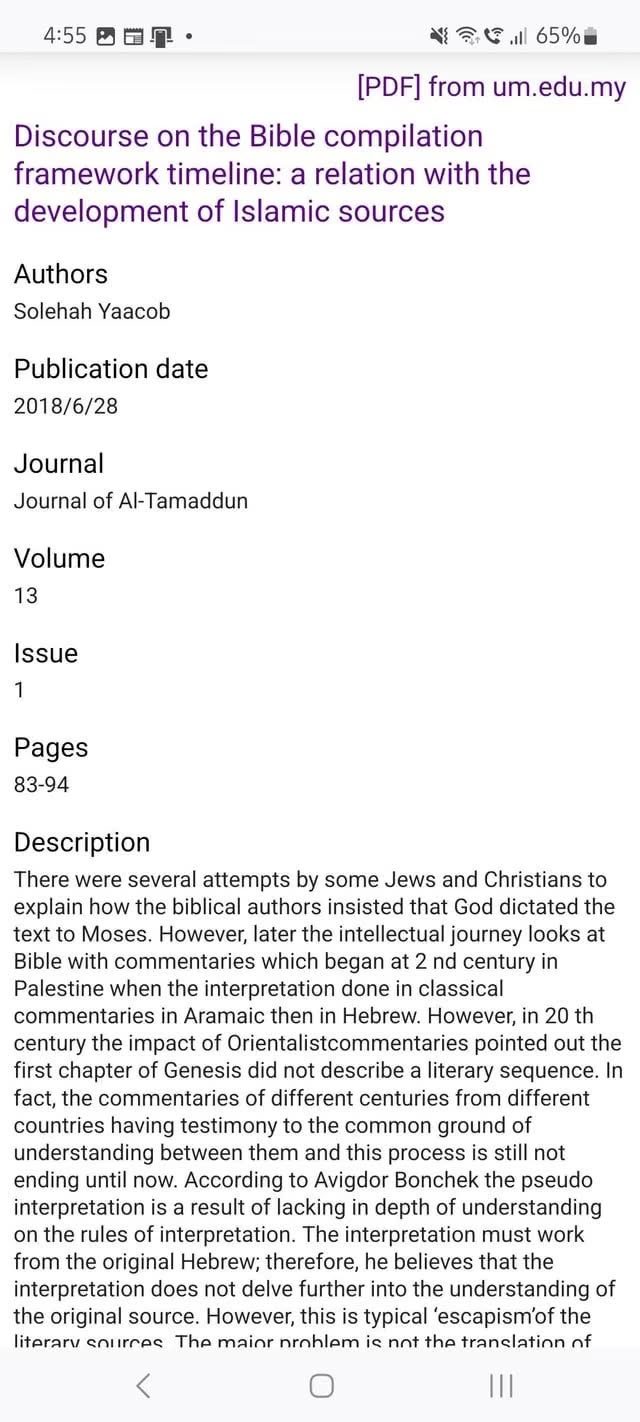 4:55
65%
[PDF] from um.edu.my
Discourse on the Bible compilation
framework timeline: a relation with the
development of Islamic sources
Authors
Solehah Yaacob
Publication date
2018/6/28
Journal
Journal of Al-Tamaddun
Volume
13
Issue
1
Pages
83-94
Description
There were several attempts by some Jews and Christians to
explain how the biblical authors insisted that God dictated the
text to Moses. However, later the intellectual journey looks at
Bible with commentaries which began at 2 nd century in
Palestine when the interpretation done in classical
commentaries in Aramaic then in Hebrew. However, in 20 th
century the impact of Orientalistcommentaries pointed out the
first chapter of Genesis did not describe a literary sequence. In
fact, the commentaries of different centuries from different
countries having testimony to the common ground of
understanding between them and this process is still not
ending until now. According to Avigdor Bonchek the pseudo
interpretation is a result of lacking in depth of understanding
on the rules of interpretation. The interpretation must work
from the original Hebrew; therefore, he believes that the
interpretation does not delve further into the understanding of
the original source. However, this is typical ‘escapism’of the
literary sources. The major problem is not the translation of